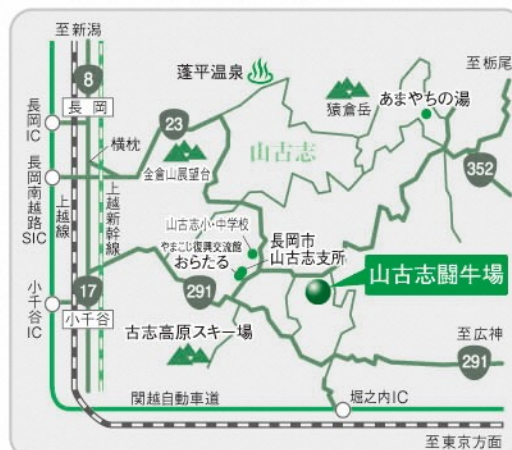 至新潟
8
長岡
長岡IC
横枕
23
蓬平温泉
猿倉岳
あまやちの湯
至栃尾
352
金倉山展望台
山古志
長岡南越路SIC
上越線
上越新幹線
山古志小・中学校
やまこし復興交流館
おらたる
長岡市
山古志支所
山古志闘牛場
17
小千谷
小千谷IC
291
古志高原スキー場
至広神
291
関越自動車道
堀之内IC
至東京方面